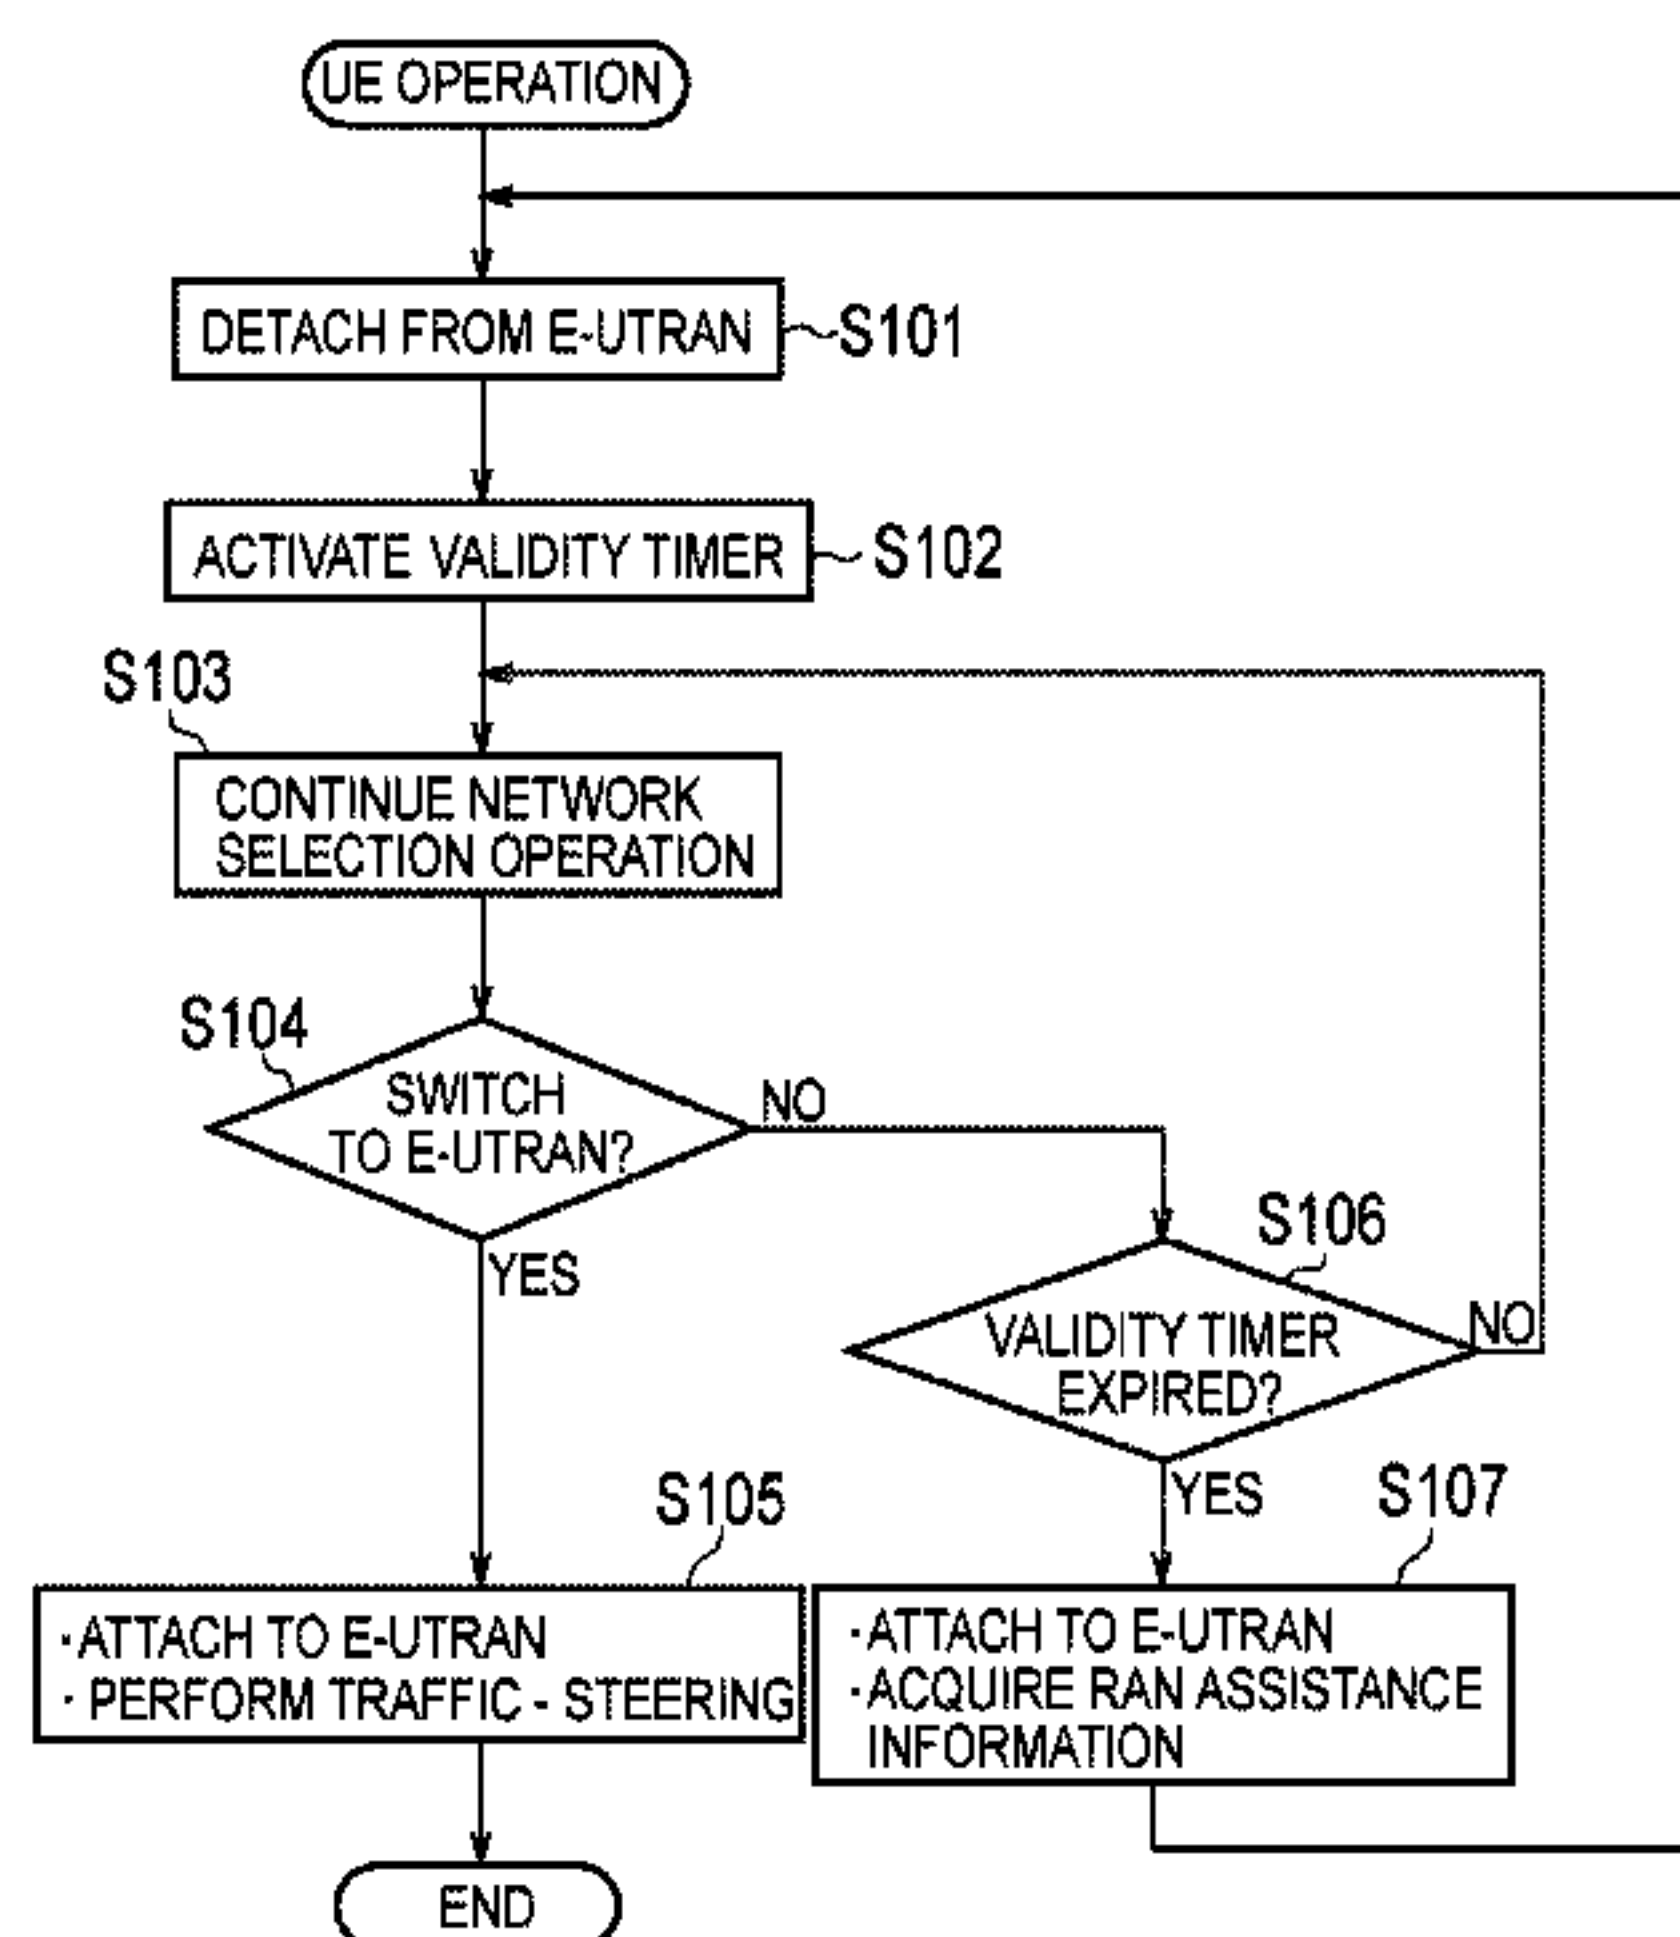 UE OPERATION
DETACH FROM E-UTRAN
S101
ACTIVATE VALIDITY TIMER
S102
S103
CONTINUE NETWORK
SELECTION OPERATION
S104
SWITCH
TO E-UTRAN?
NO
YES
S106
VALIDITY TIMER
EXPIRED?
NO
YES
S105
·ATTACH TO E-UTRAN
· PERFORM TRAFFIC - STEERING
S107
·ATTACH TO E-UTRAN
·ACQUIRE RAN ASSISTANCE
INFORMATION
END